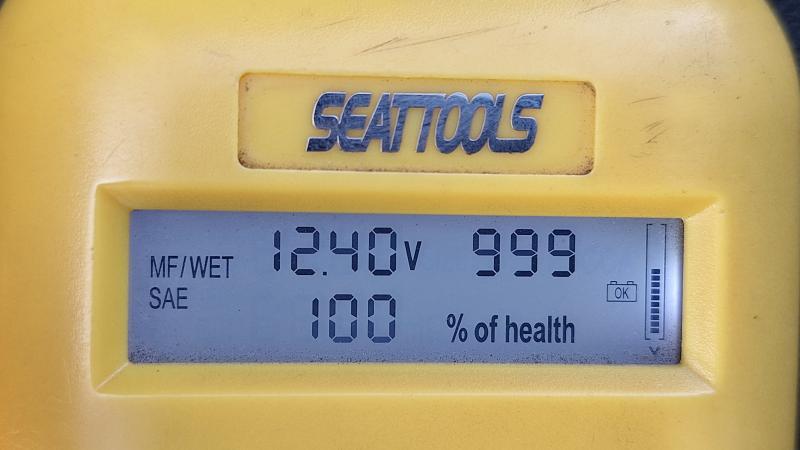 SEATTOOLS
MF/WET 12.40V 999
SAE 100 % of health
OK